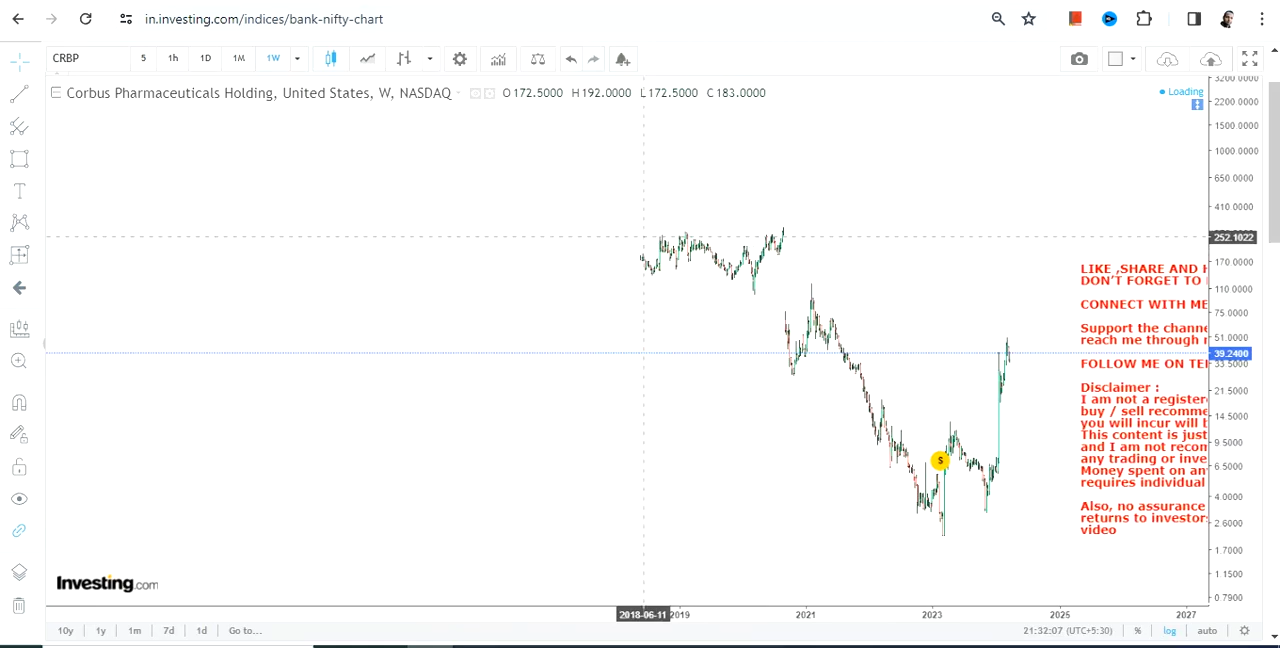 in.investing.com/indices/bank-nifty-chart
CRBP 5 1h 1D 1M 1W
Corbus Pharmaceuticals Holding, United States, W, NASDAQ O 172.5000 H 192.0000 L 172.5000 C 183.0000
Loading
3200.0000
2200.0000
1500.0000
1000.0000
650.0000
410.0000
252.1022
170.0000
110.0000
75.0000
51.0000
39.2400
33.5000
21.5000
14.5000
9.5000
6.5000
4.0000
2.6000
1.7000
1.1500
0.7900
LIKE ,SHARE AND
DON'T FORGET TO
CONNECT WITH ME
Support the channe
reach me through
FOLLOW ME ON
Disclaimer :
I am not a register
buy / sell recomme
you will incur will
This content is just
and I am not recom
any trading or inve
Money spent on an
requires individual
Also, no assurance
returns to investor
video
$
Investing.com
2018-06-11 2019 2021 2023 2025 2027
10y 1y 1m 7d 1d Go to... 21:32:07 (UTC+5:30) % log auto